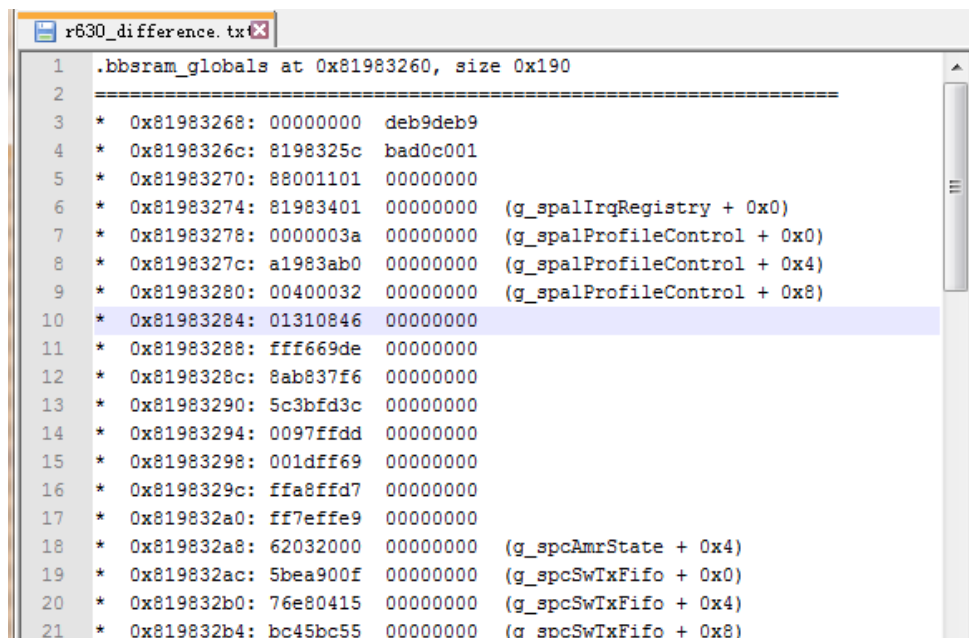 r630_difference.txt
1 .bbsram_globals at 0x81983260, size 0x190
2 ================================================================
3 * 0x81983268: 00000000 deb9deb9
4 * 0x8198326c: 8198325c bad0c001
5 * 0x81983270: 88001101 00000000
6 * 0x81983274: 81983401 00000000 (g_spalIrqRegistry + 0x0)
7 * 0x81983278: 0000003a 00000000 (g_spalProfileControl + 0x0)
8 * 0x8198327c: a1983ab0 00000000 (g_spalProfileControl + 0x4)
9 * 0x81983280: 00400032 00000000 (g_spalProfileControl + 0x8)
10 * 0x81983284: 01310846 00000000
11 * 0x81983288: fff669de 00000000
12 * 0x8198328c: 8ab837f6 00000000
13 * 0x81983290: 5c3bfd3c 00000000
14 * 0x81983294: 0097ffdd 00000000
15 * 0x81983298: 001dff69 00000000
16 * 0x8198329c: ffa8ffd7 00000000
17 * 0x819832a0: ff7effe9 00000000
18 * 0x819832a8: 62032000 00000000 (g_spcAmrState + 0x4)
19 * 0x819832ac: 5bea900f 00000000 (g_spcSwTxFifo + 0x0)
20 * 0x819832b0: 76e80415 00000000 (g_spcSwTxFifo + 0x4)
21 * 0x819832b4: bc45bc55 00000000 (g_spcSwTxFifo + 0x8)